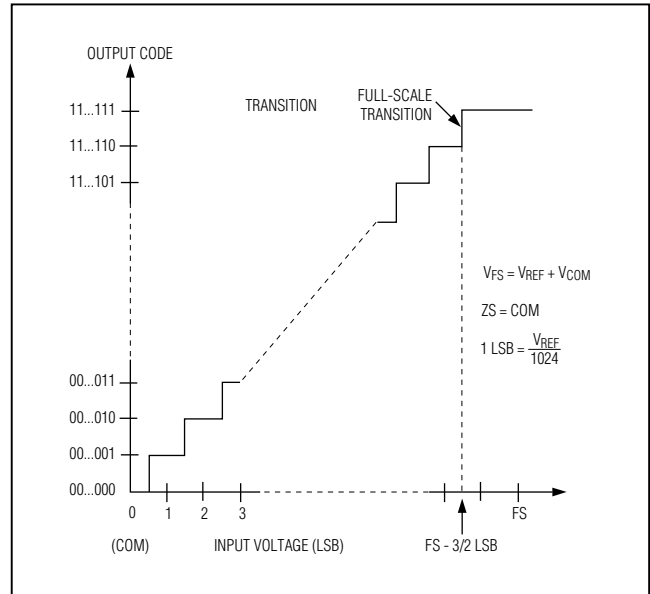 OUTPUT CODE
11...111
11...110
11...101
TRANSITION
FULL-SCALE
TRANSITION
VFS = VREF + VCOM
ZS = COM
1 LSB = VREF
1024
00...011
00...010
00...001
00...000
0 1 2 3 FS
(COM) INPUT VOLTAGE (LSB) FS - 3/2 LSB